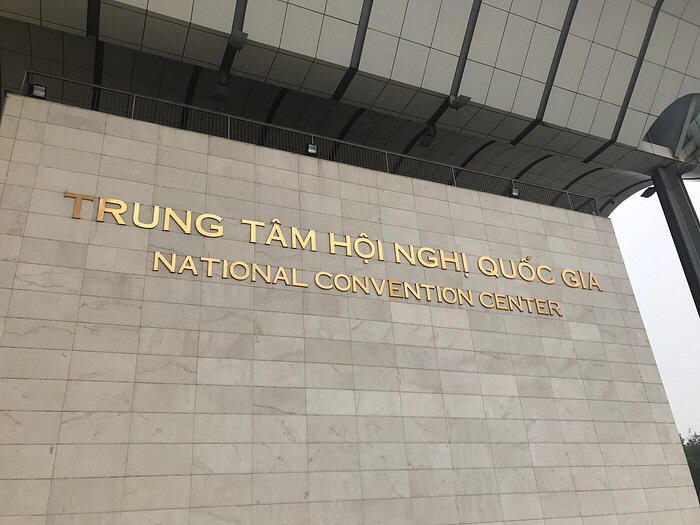 TRUNG TÂM HỘI NGHỊ QUỐC GIA
NATIONAL CONVENTION CENTER